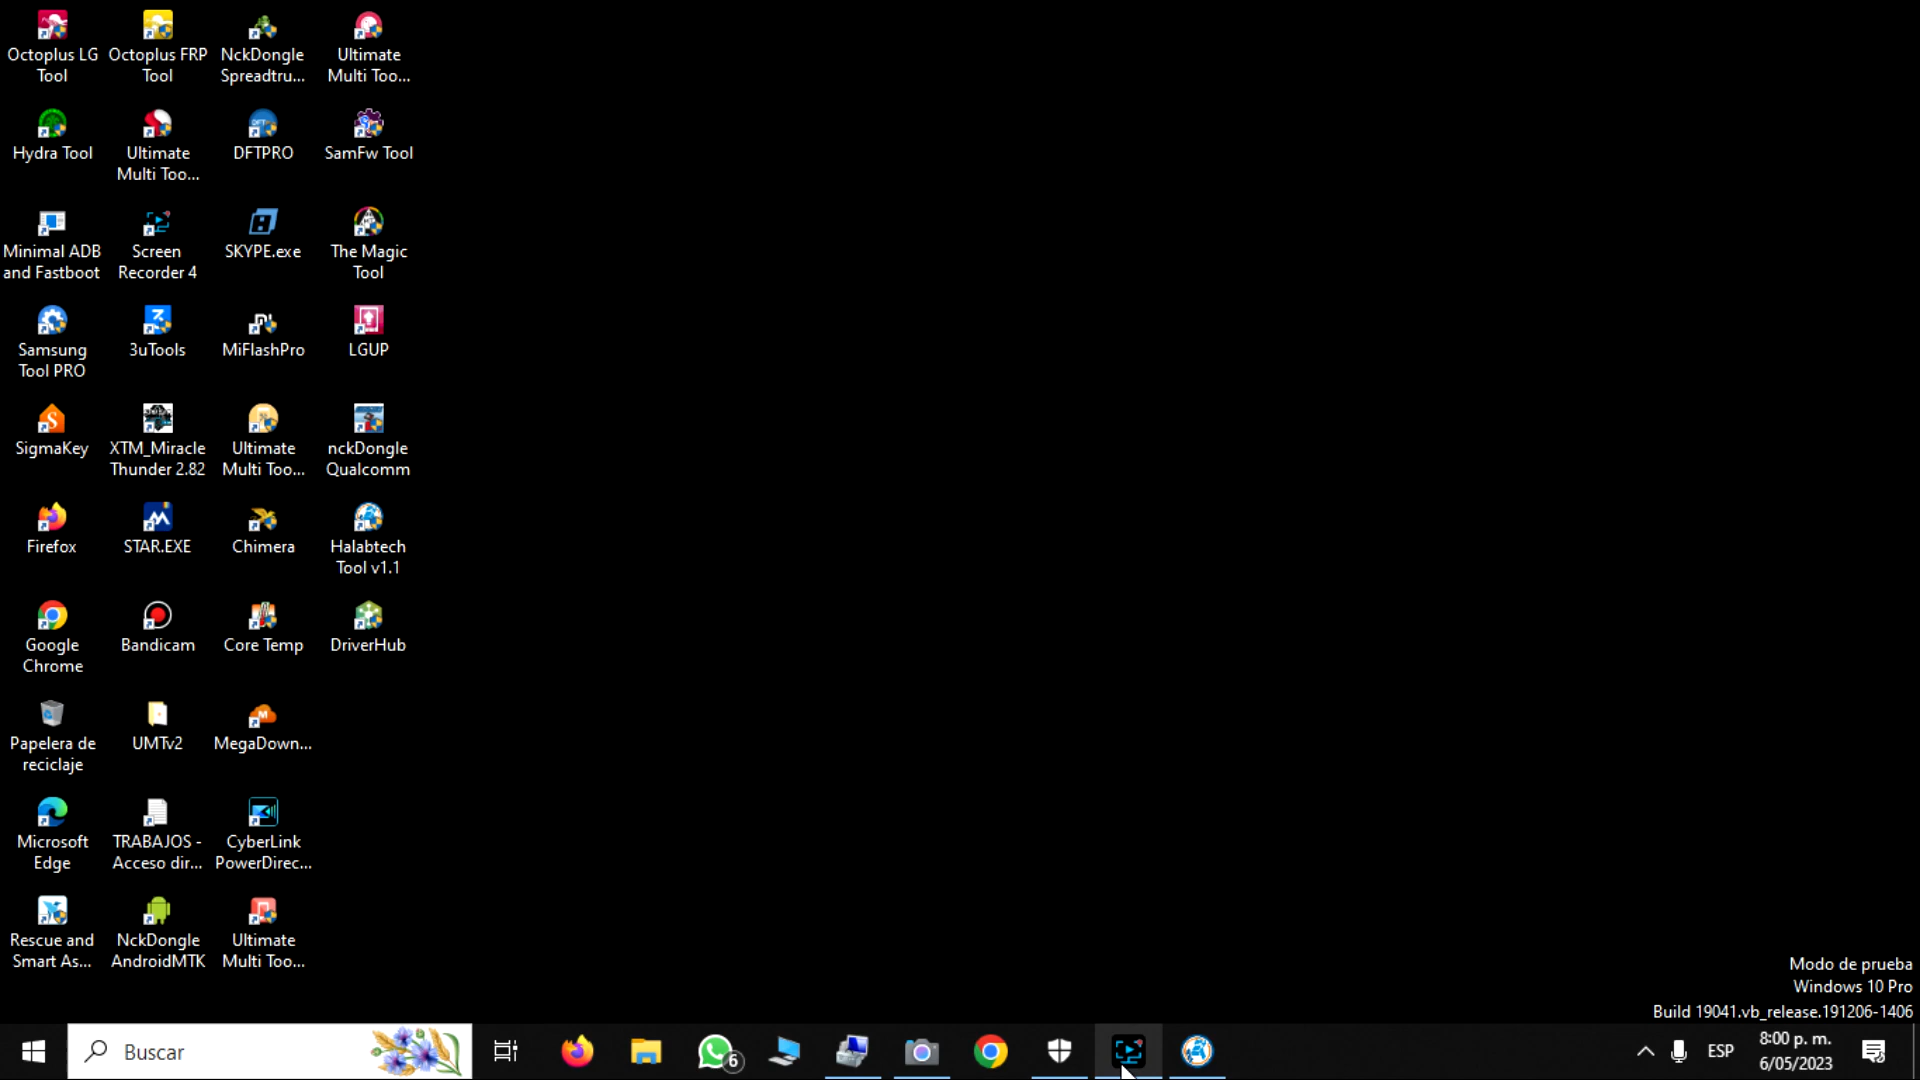 Octoplus LG
Tool
Octoplus FRP
Tool
NckDongle
Spreadtru...
Ultimate
Multi Too...
Hydra Tool
Ultimate
Multi Too...
DFTPRO
SamFw Tool
Minimal ADB
and Fastboot
Screen
Recorder 4
SKYPE.exe
The Magic
Tool
Samsung
Tool PRO
3uTools
MiFlashPro
LGUP
SigmaKey
XTM_Miracle
Thunder 2.82
Ultimate
Multi Too...
nckDongle
Qualcomm
Firefox
STAR.EXE
Chimera
Halabtech
Tool v1.1
Google
Chrome
Bandicam
Core Temp
DriverHub
Papelera de
reciclaje
UMTv2
MegaDown...
Microsoft
Edge
TRABAJOS -
Acceso dir...
CyberLink
PowerDirec...
Rescue and
Smart As...
NckDongle
AndroidMTK
Ultimate
Multi Too...
Modo de prueba
Windows 10 Pro
Build 19041.vb_release.191206-1406
Buscar
6
ESP
8:00 p. m.
6/05/2023